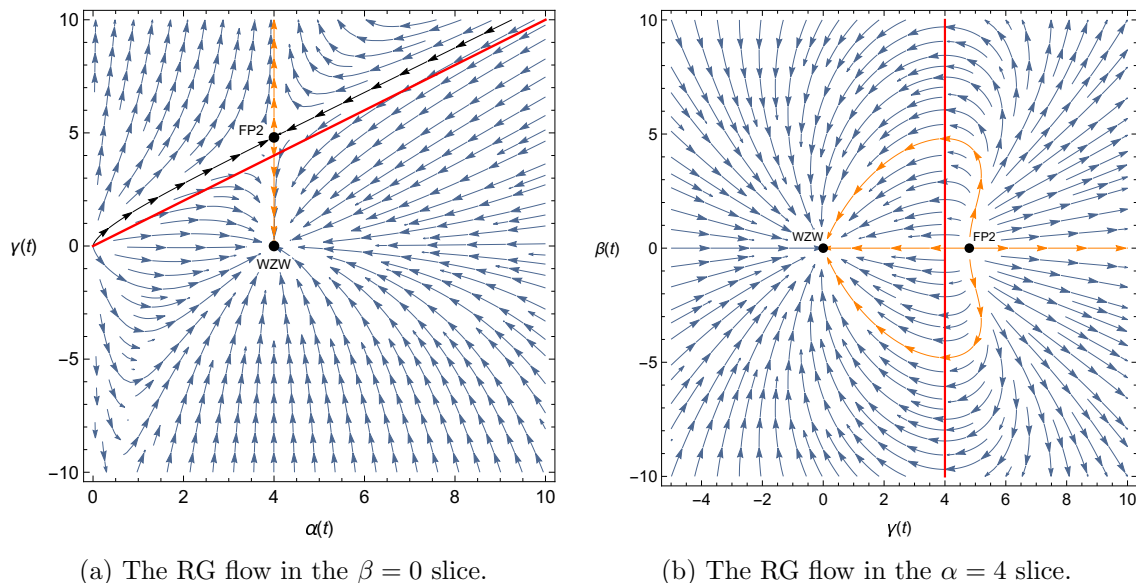 10
5
0
-5
-10
γ(t)
FP2
WZW
0 2 4 6 8 10
α(t)
10
5
0
-5
-10
β(t)
WZW
FP2
-4 -2 0 2 4 6 8 10
γ(t)
(a) The RG flow in the β = 0 slice.
(b) The RG flow in the α = 4 slice.